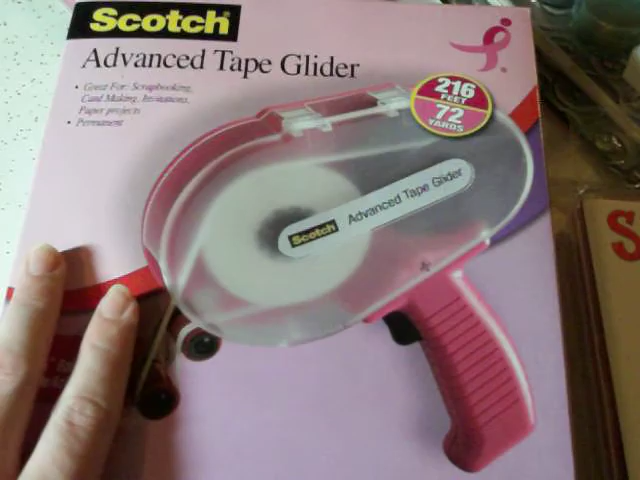 Scotch
Advanced Tape Glider
• Great For: Scrapbooking,
Card Making, Invitations,
Paper projects
• Permanent
216
FEET
72
YARDS
Scotch Advanced Tape Glider
S